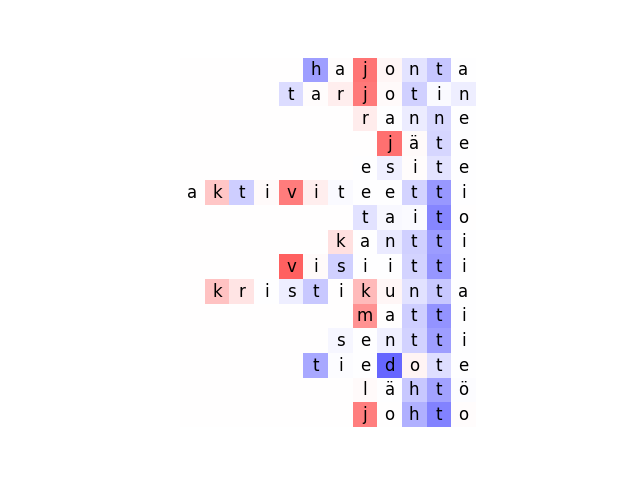 hajonta
tarjotin
ranne
jäte
esite
aktiviteetti
taito
kantti
visiitti
kristikunta
matti
sentti
tiedote
lähtö
johto